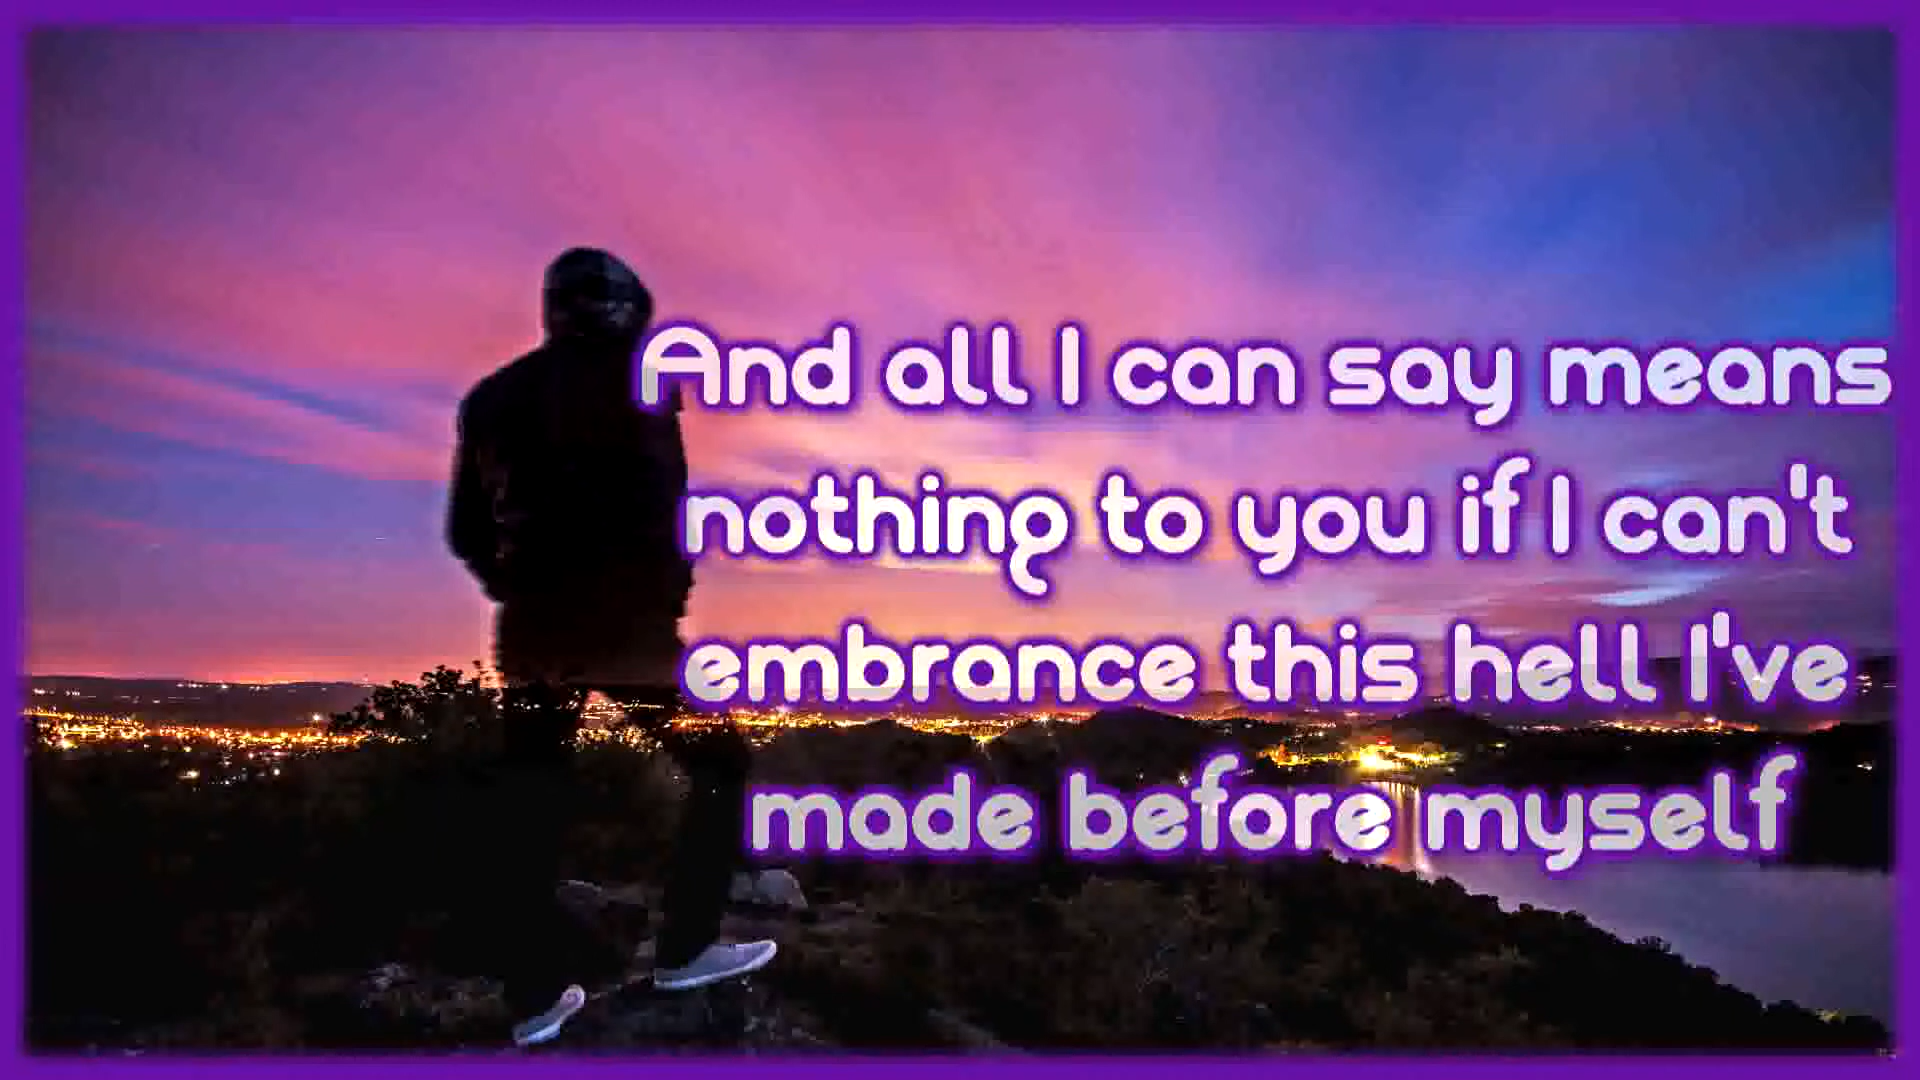 And all I can say means
nothing to you if I can't
embrance this hell I've
made before myself